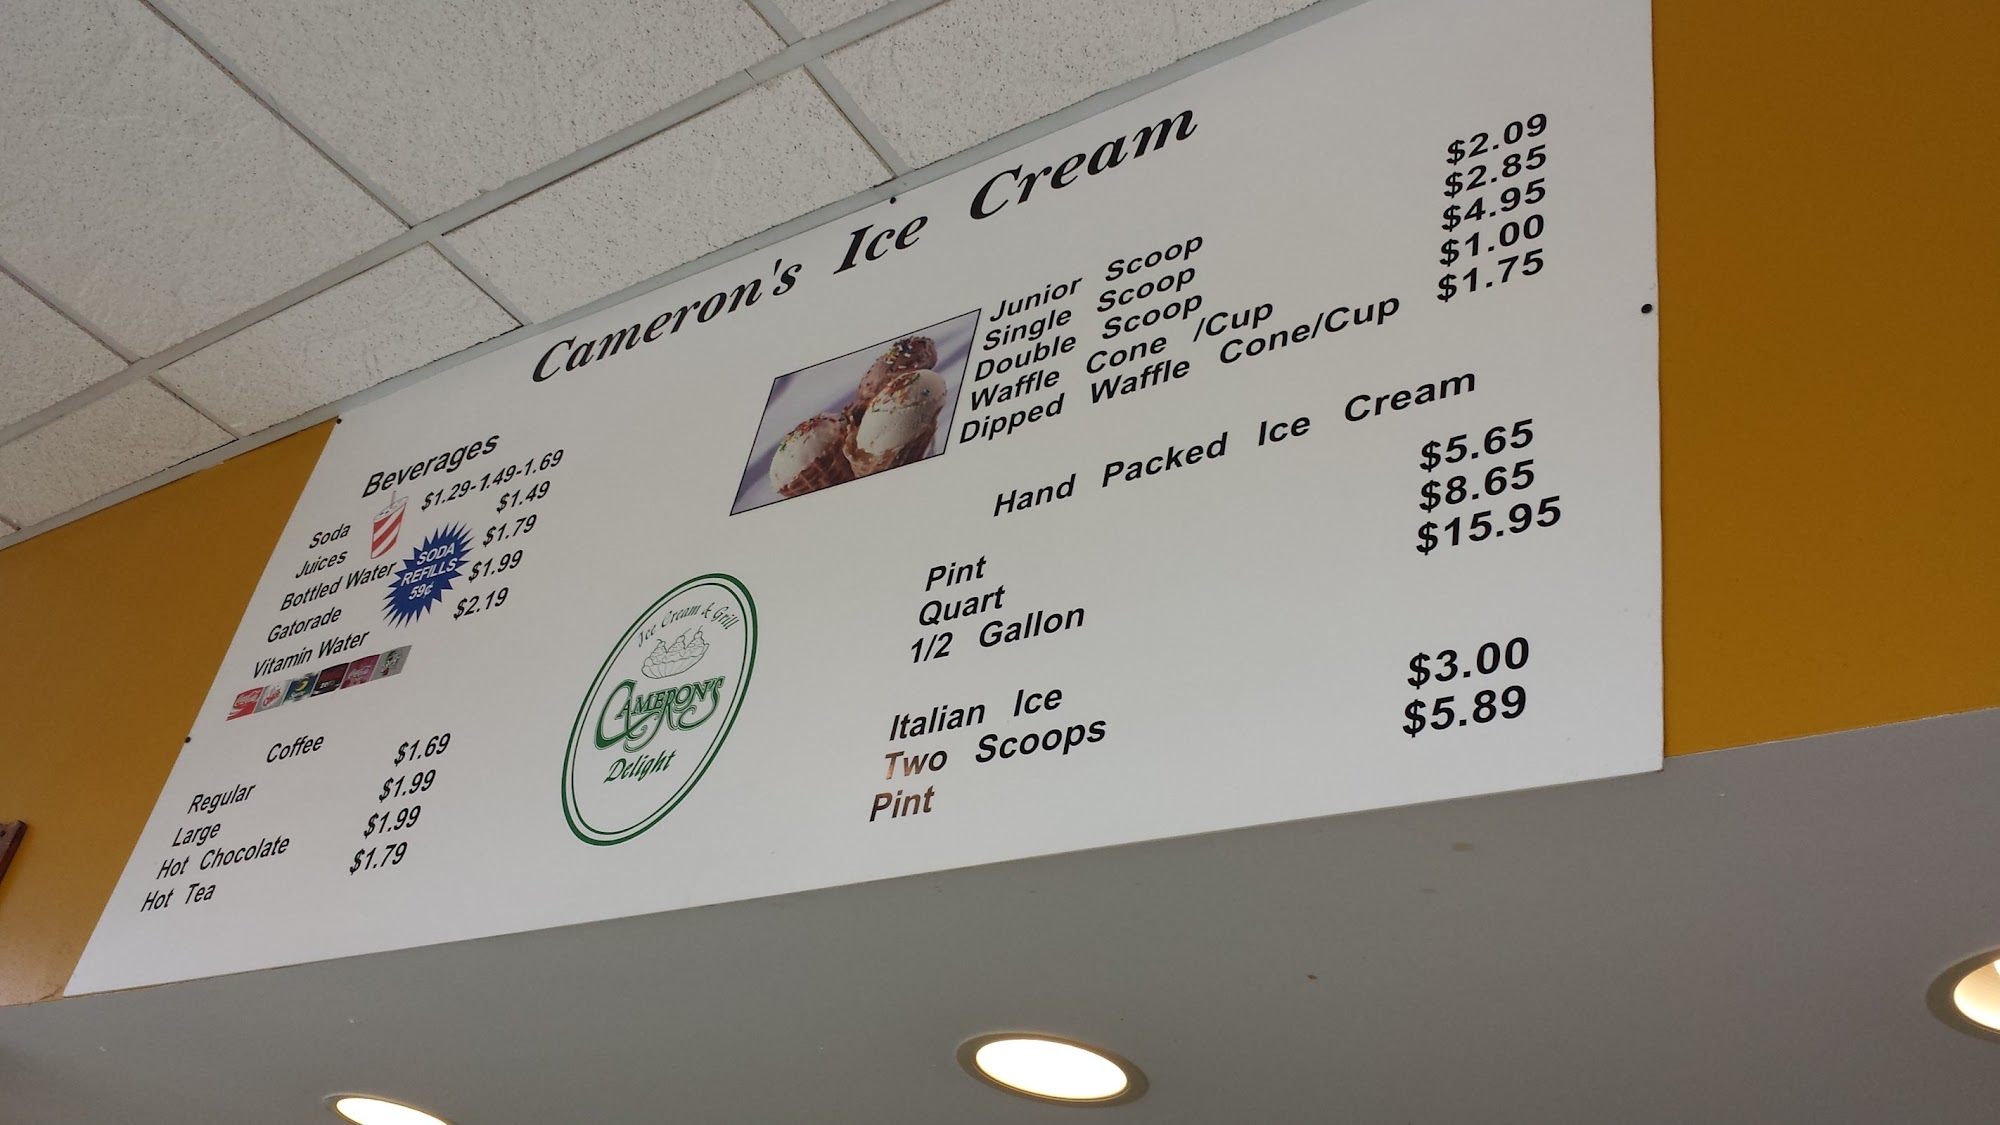 Cameron's Ice Cream
Beverages
Soda $1.29-1.49-1.69
Juices $1.49
Bottled Water $1.79
Gatorade $1.99
Vitamin Water $2.19
SODA
REFILLS
59¢
Coffee
Regular $1.69
Large $1.99
Hot Chocolate $1.99
Hot Tea $1.79
Ice Cream & Grill
CAMERON'S
Delight
Junior Scoop $2.09
Single Scoop $2.85
Double Scoop $4.95
Waffle Cone /Cup $1.00
Dipped Waffle Cone/Cup $1.75
Hand Packed Ice Cream
Pint $5.65
Quart $8.65
1/2 Gallon $15.95
Italian Ice
Two Scoops $3.00
Pint $5.89